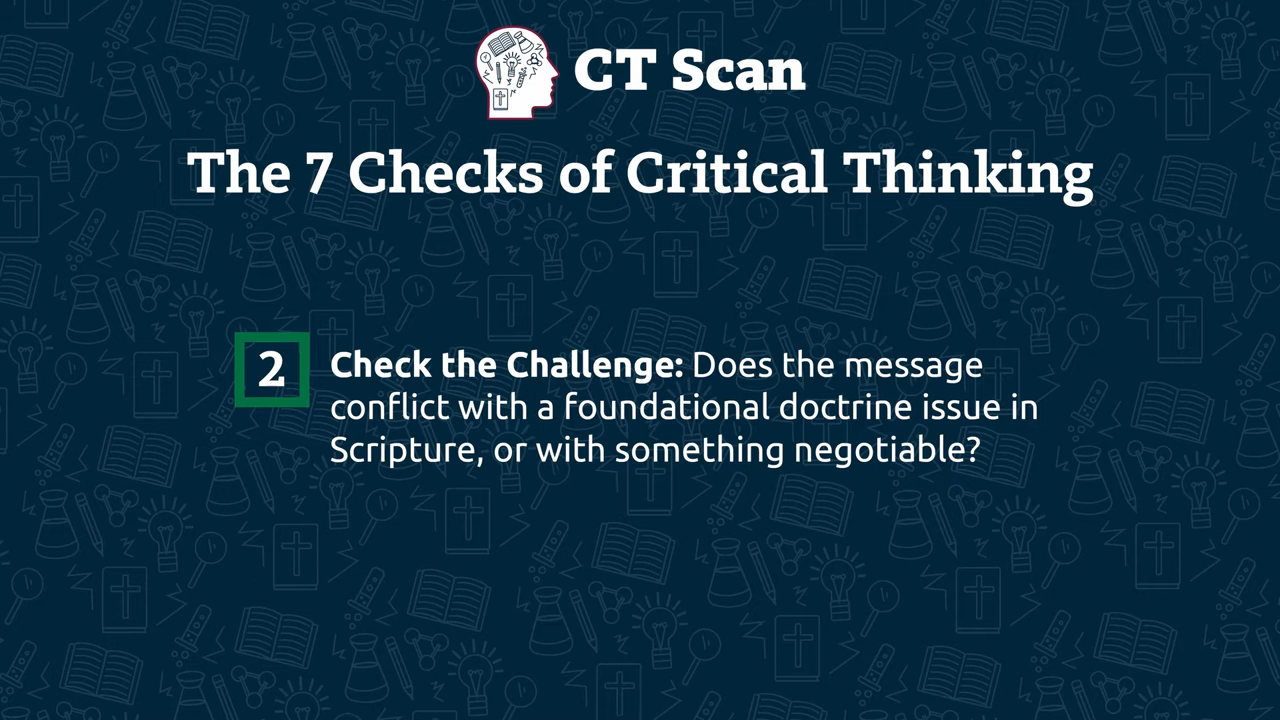 CT Scan
The 7 Checks of Critical Thinking
2
Check the Challenge: Does the message
conflict with a foundational doctrine issue in
Scripture, or with something negotiable?